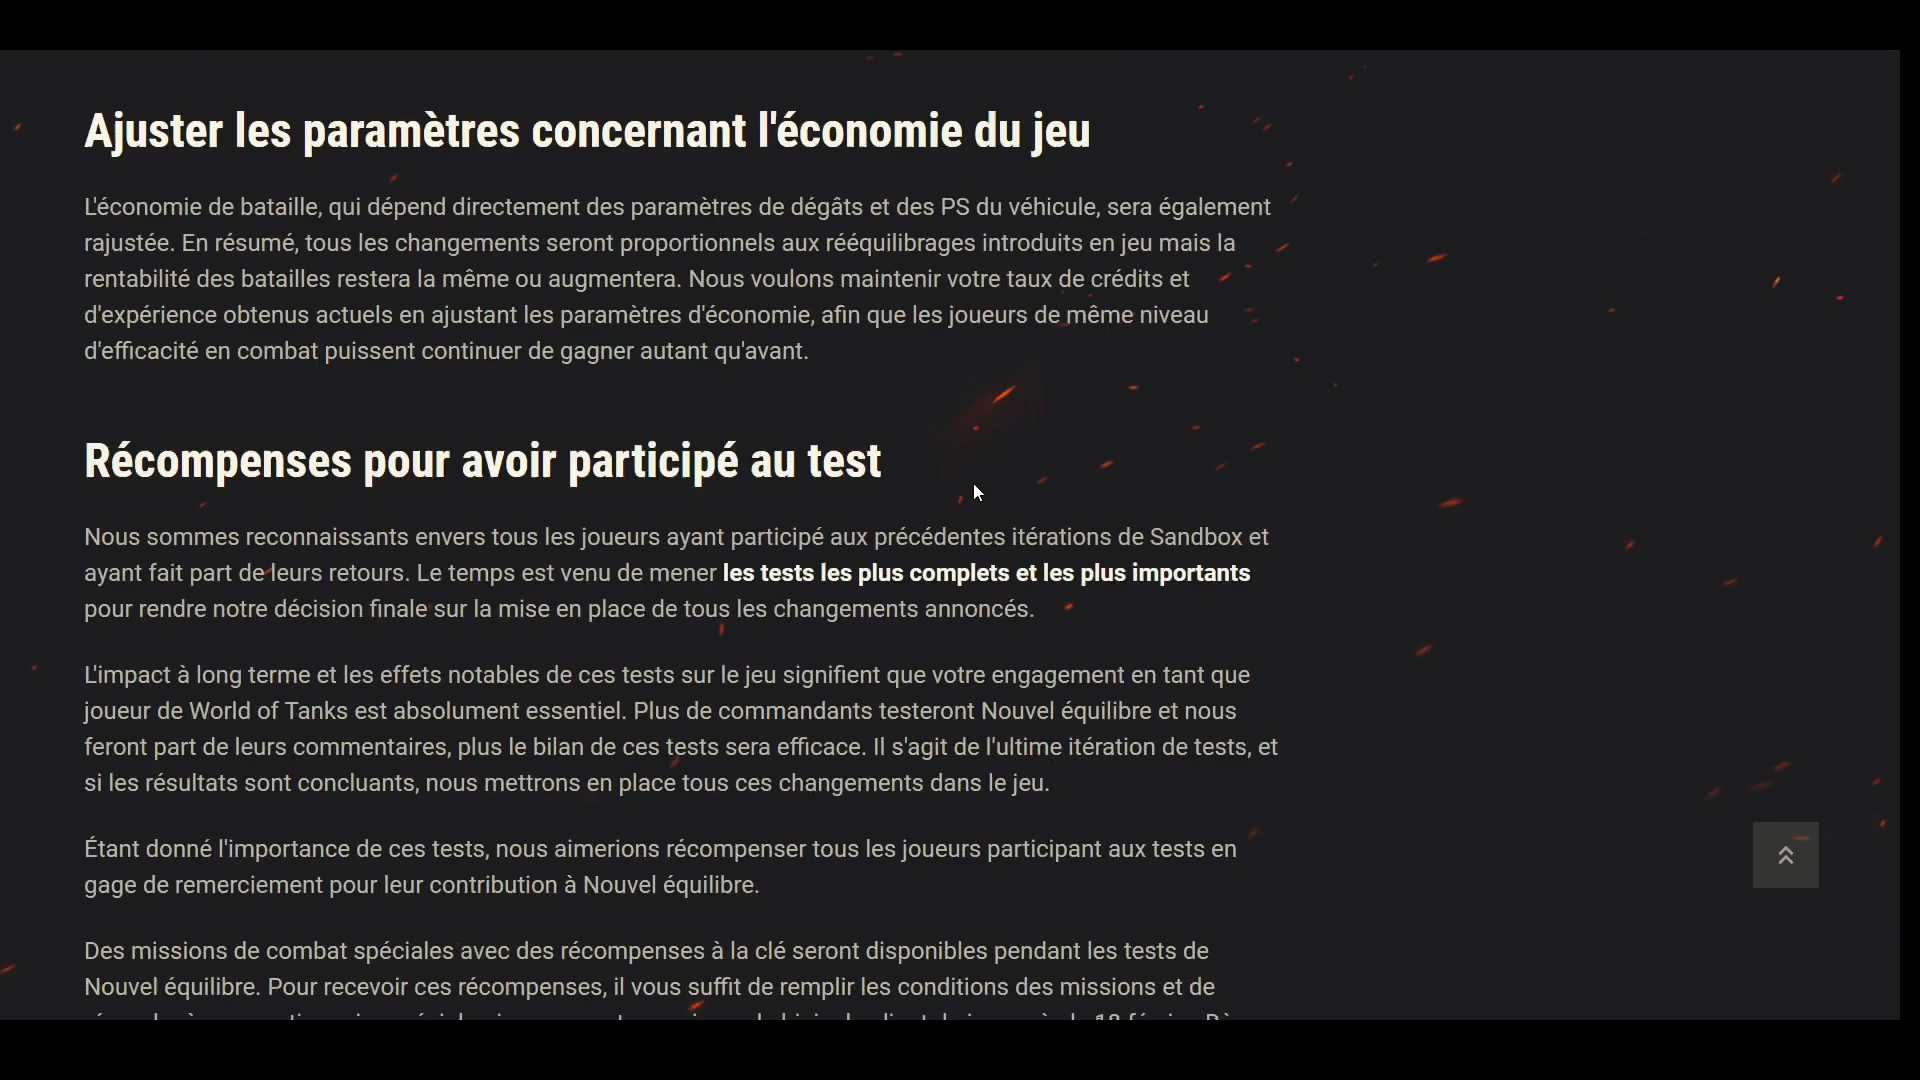 Ajuster les paramètres concernant l'économie du jeu
L'économie de bataille, qui dépend directement des paramètres de dégâts et des PS du véhicule, sera également
rajustée. En résumé, tous les changements seront proportionnels aux rééquilibrages introduits en jeu mais la
rentabilité des batailles restera la même ou augmentera. Nous voulons maintenir votre taux de crédits et
d'expérience obtenus actuels en ajustant les paramètres d'économie, afin que les joueurs de même niveau
d'efficacité en combat puissent continuer de gagner autant qu'avant.
Récompenses pour avoir participé au test
Nous sommes reconnaissants envers tous les joueurs ayant participé aux précédentes itérations de Sandbox et
ayant fait part de leurs retours. Le temps est venu de mener les tests les plus complets et les plus importants
pour rendre notre décision finale sur la mise en place de tous les changements annoncés.
L'impact à long terme et les effets notables de ces tests sur le jeu signifient que votre engagement en tant que
joueur de World of Tanks est absolument essentiel. Plus de commandants testeront Nouvel équilibre et nous
feront part de leurs commentaires, plus le bilan de ces tests sera efficace. Il s'agit de l'ultime itération de tests, et
si les résultats sont concluants, nous mettrons en place tous ces changements dans le jeu.
Étant donné l'importance de ces tests, nous aimerions récompenser tous les joueurs participant aux tests en
gage de remerciement pour leur contribution à Nouvel équilibre.
Des missions de combat spéciales avec des récompenses à la clé seront disponibles pendant les tests de
Nouvel équilibre. Pour recevoir ces récompenses, il vous suffit de remplir les conditions des missions et de